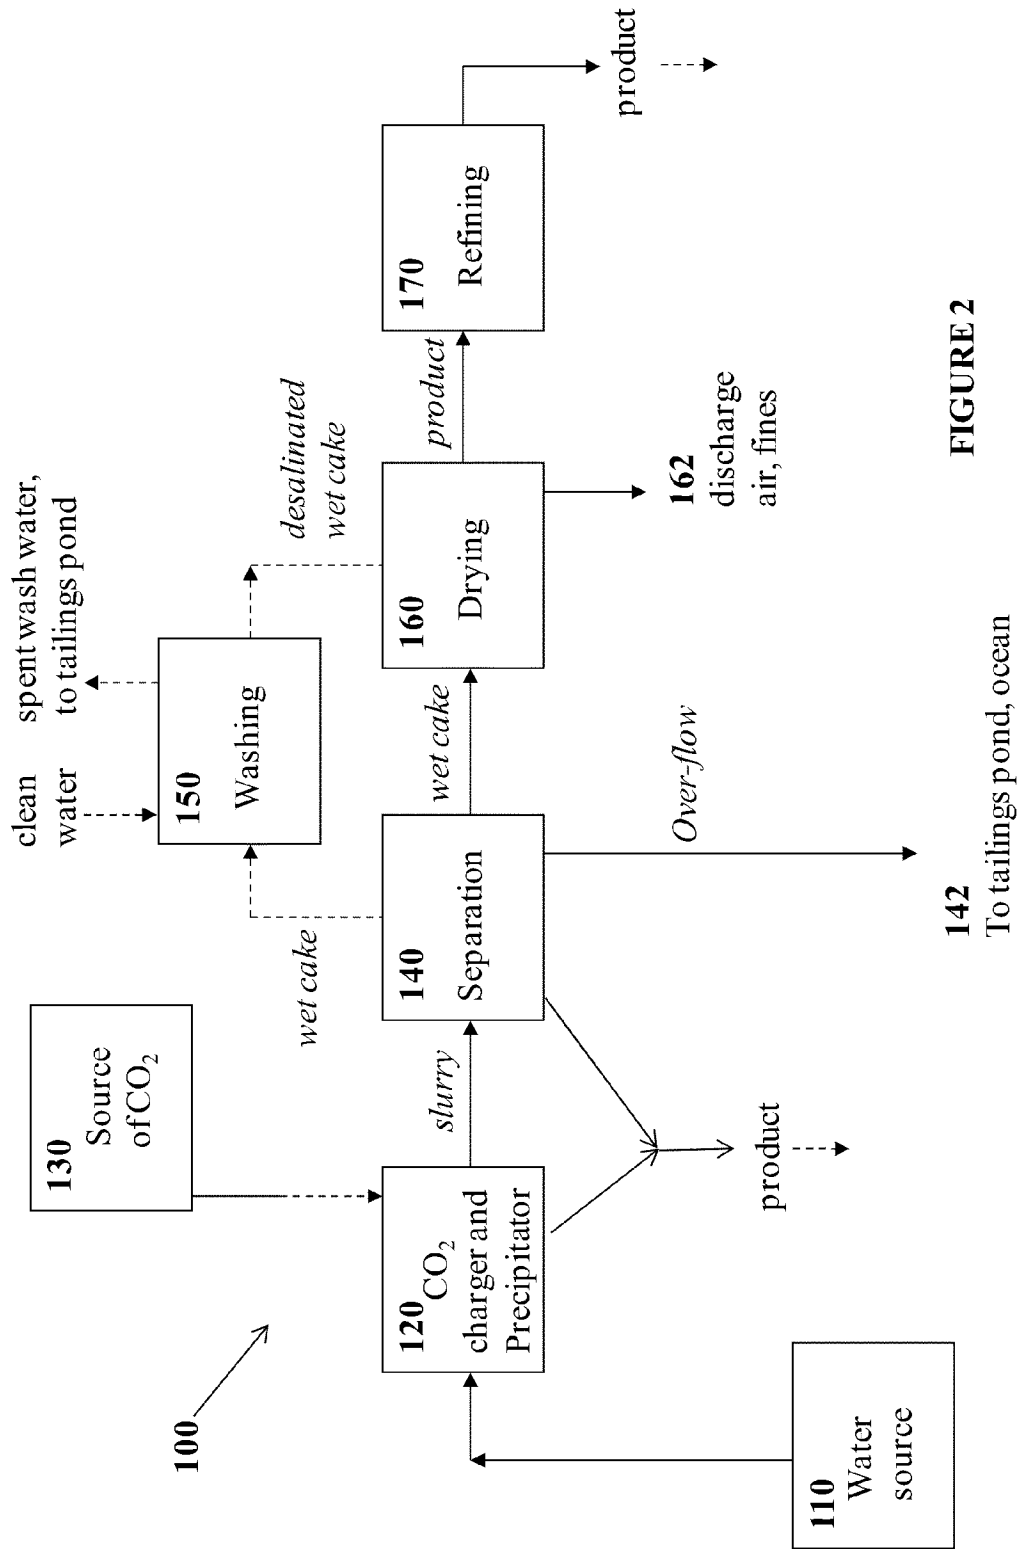 100
110
Water
source
120
CO₂
charger and
Precipitator
130
Source
of CO₂
slurry
product
140
Separation
wet cake
wet cake
Over-flow
142
To tailings pond, ocean
clean
water
150
Washing
spent wash water,
to tailings pond
desalinated
wet cake
160
Drying
162
discharge
air, fines
product
170
Refining
product
FIGURE 2